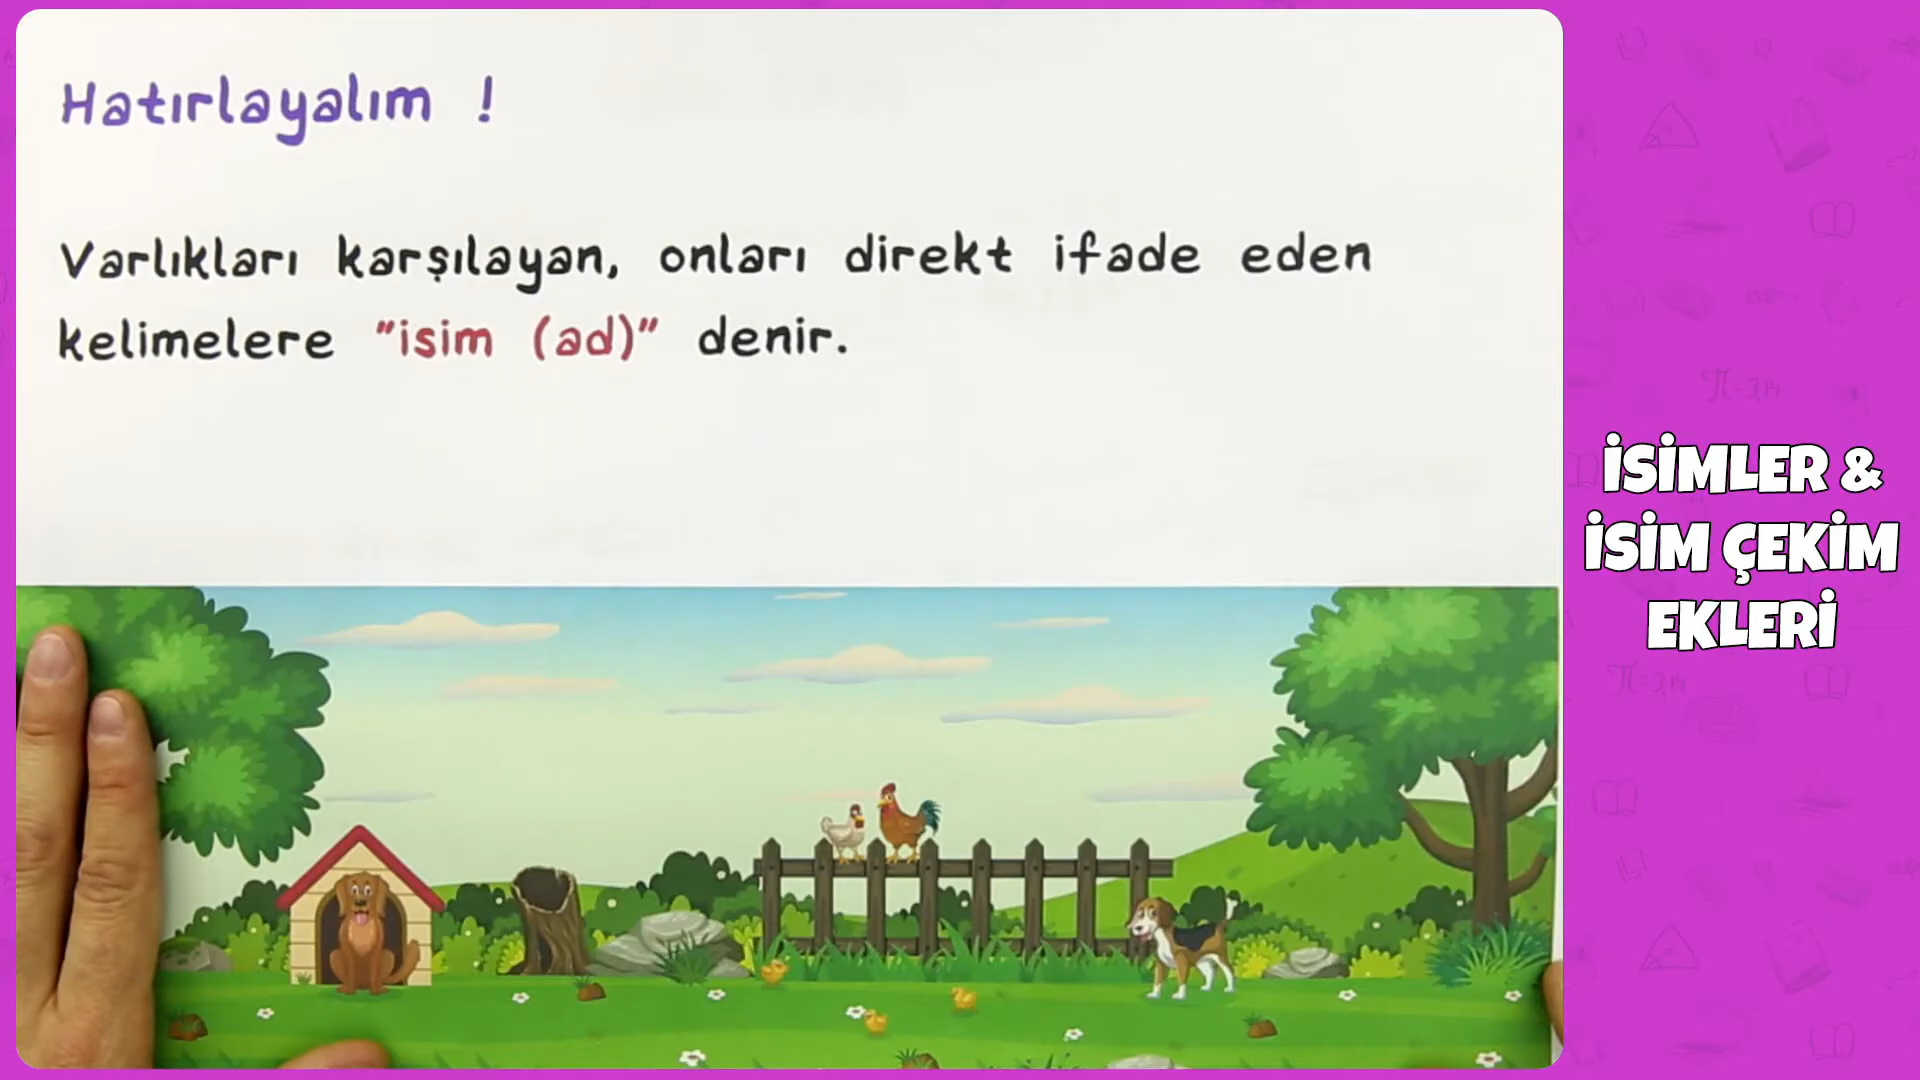 Hatırlayalım !
Varlıkları karşılayan, onları direkt ifade eden
kelimelere "isim (ad)" denir.
İSİMLER &
İSİM ÇEKİM
EKLERİ